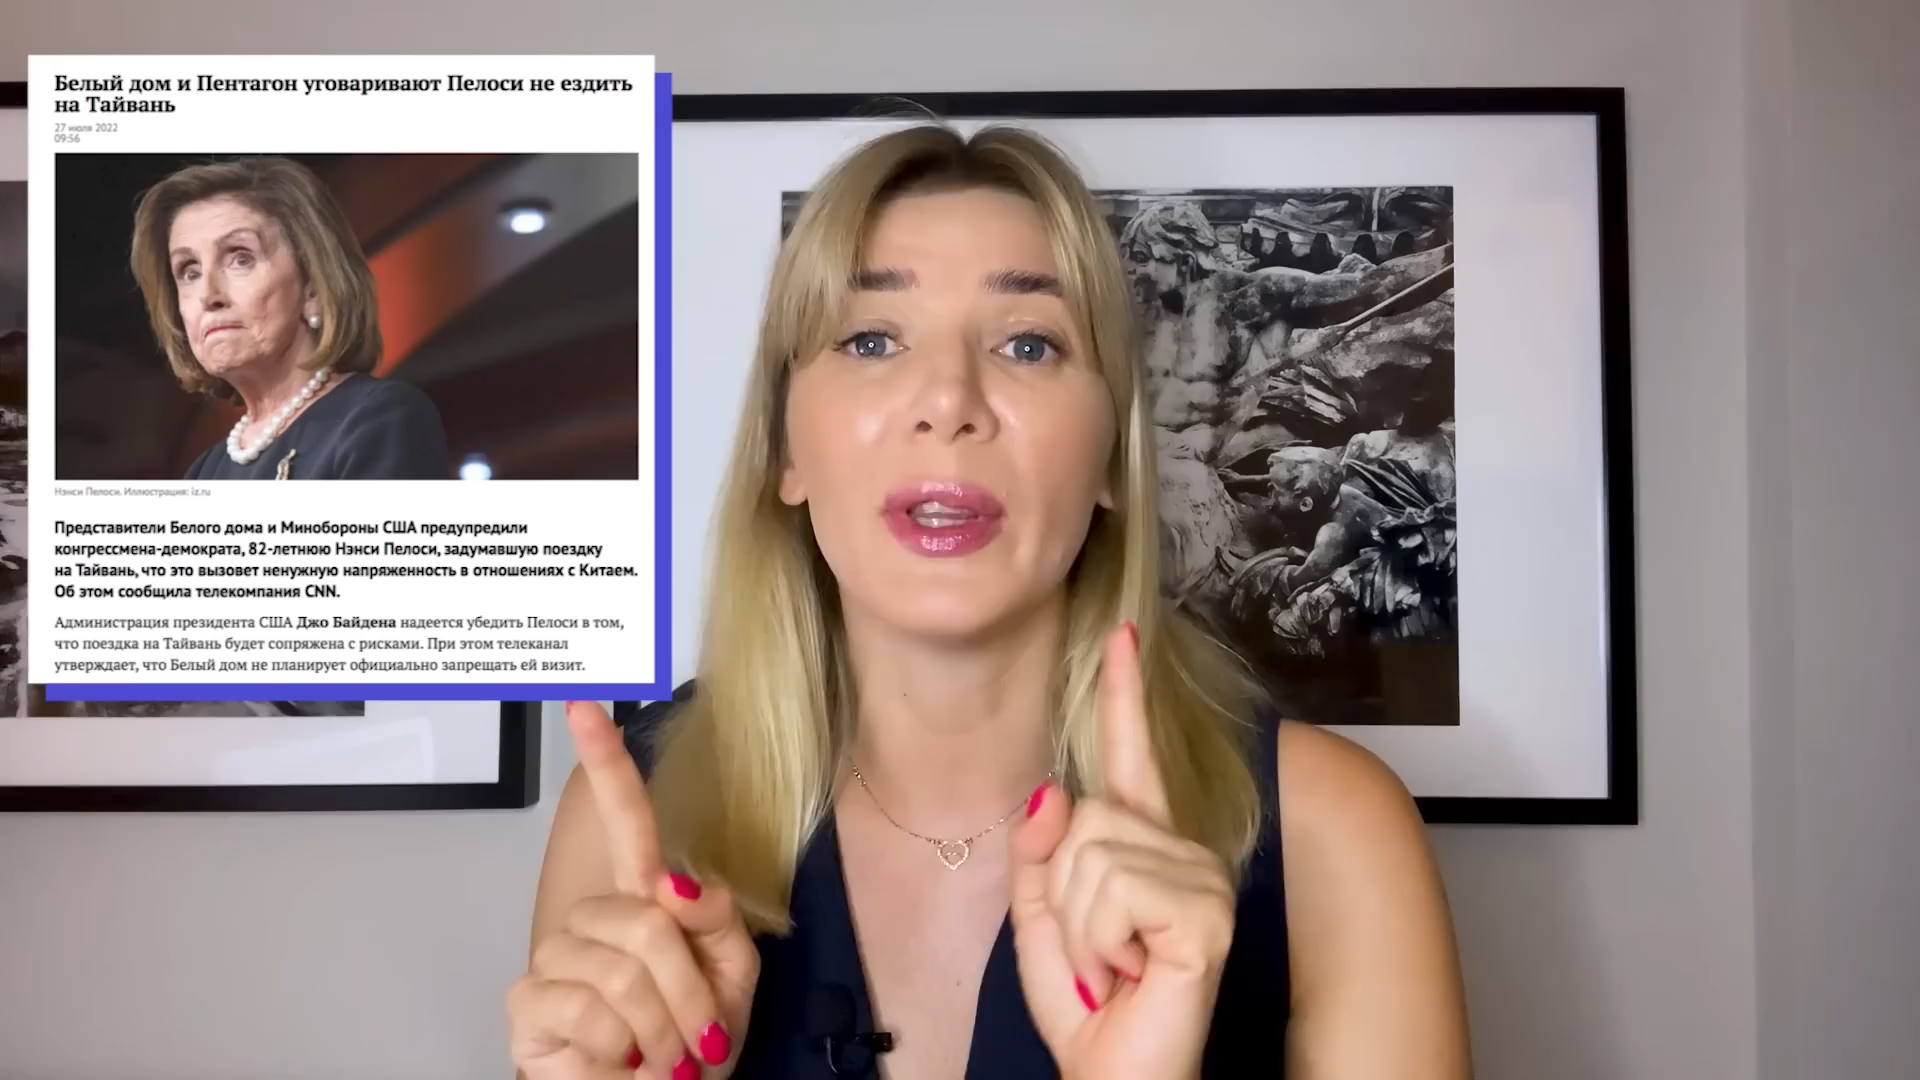 Белый дом и Пентагон уговаривают Пелоси не ездить
на Тайвань
27 июля 2022
09:56
Нэнси Пелоси. Иллюстрация: iz.ru
Представители Белого дома и Минобороны США предупредили
конгрессмена-демократа, 82-летнюю Нэнси Пелоси, задумавшую поездку
на Тайвань, что это вызовет ненужную напряженность в отношениях с Китаем.
Об этом сообщила телекомпания CNN.
Администрация президента США Джо Байдена надеется убедить Пелоси в том,
что поездка на Тайвань будет сопряжена с рисками. При этом телеканал
утверждает, что Белый дом не планирует официально запрещать ей визит.